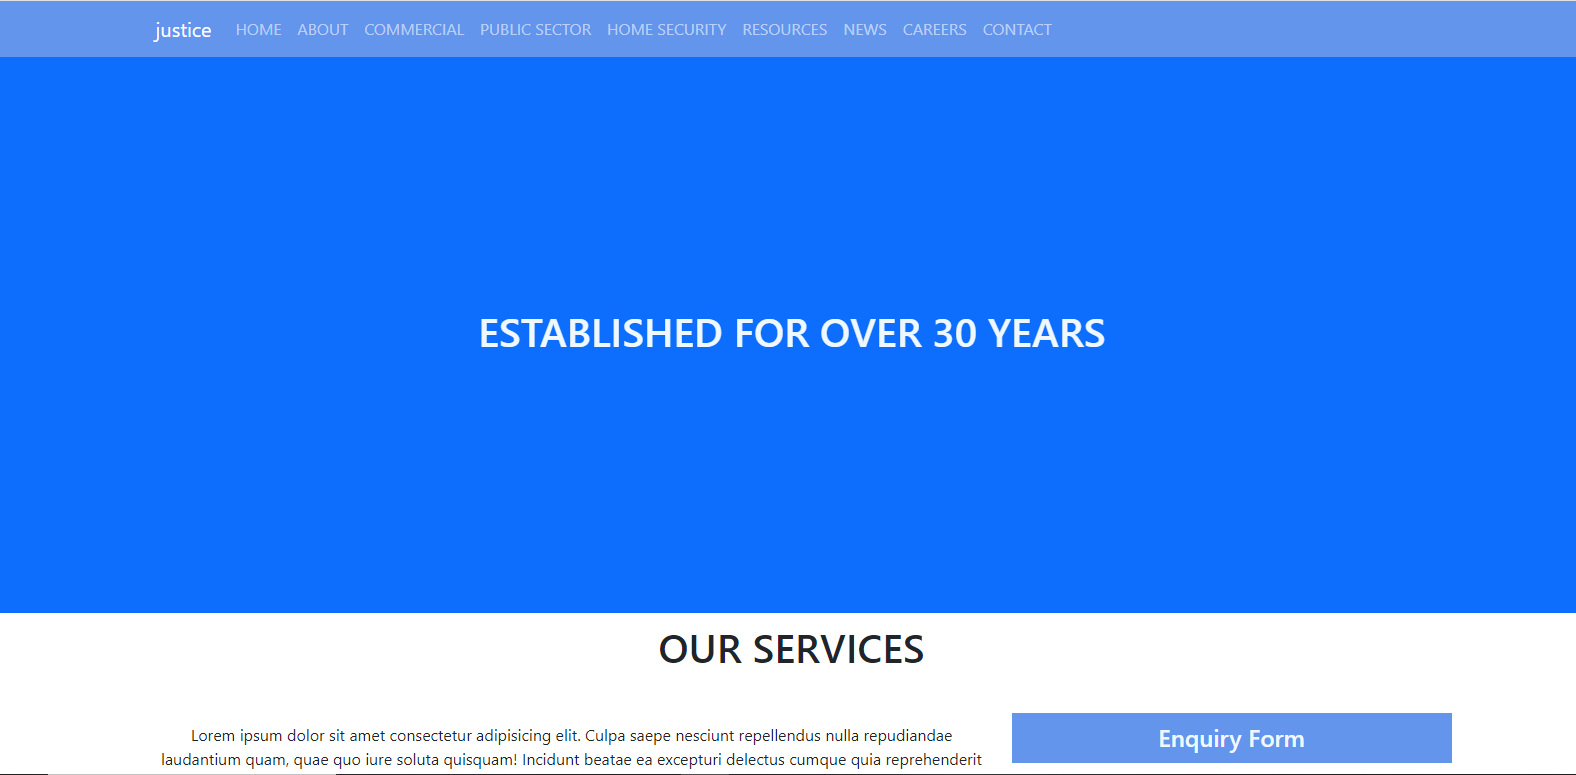 justice HOME ABOUT COMMERCIAL PUBLIC SECTOR HOME SECURITY RESOURCES NEWS CAREERS CONTACT
ESTABLISHED FOR OVER 30 YEARS
OUR SERVICES
Lorem ipsum dolor sit amet consectetur adipisicing elit. Culpa saepe nesciunt repellendus nulla repudiandae
laudantium quam, quae quo iure soluta quisquam! Incidunt beatae ea excepturi delectus cumque quia reprehenderit
Enquiry Form